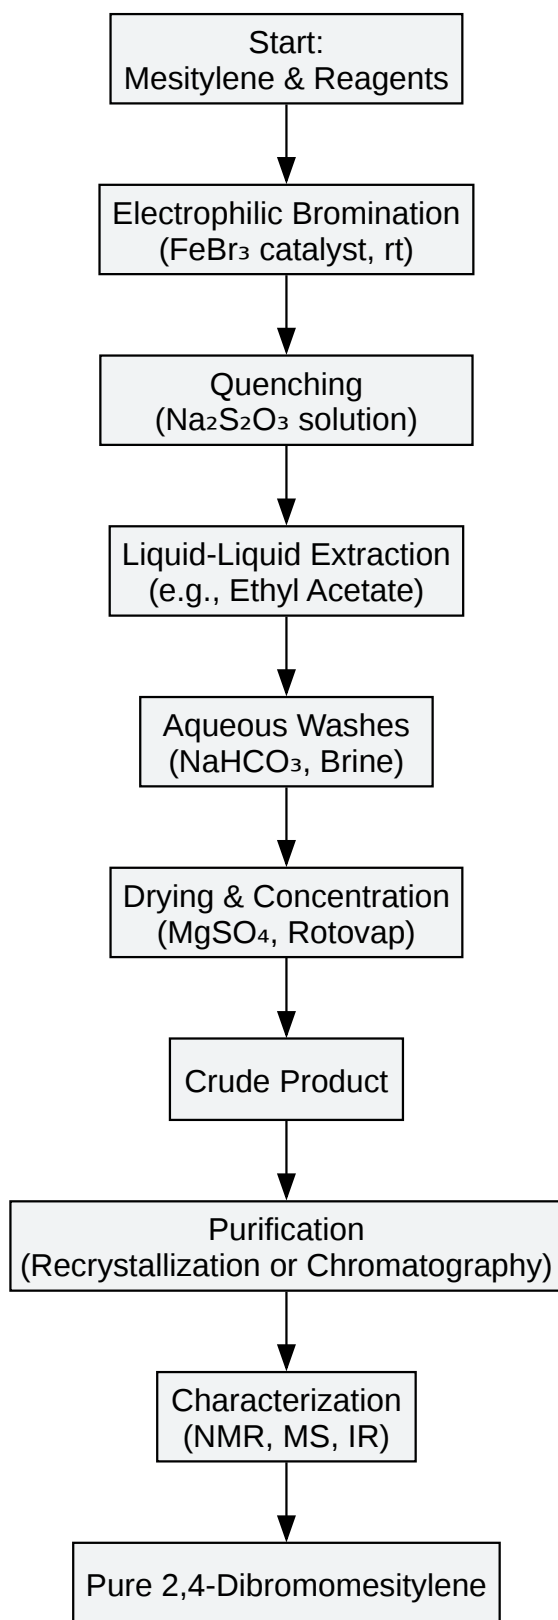 Start:
Mesitylene & Reagents
Electrophilic Bromination
(FeBr₃ catalyst, rt)
Quenching
(Na₂S₂O₃ solution)
Liquid-Liquid Extraction
(e.g., Ethyl Acetate)
Aqueous Washes
(NaHCO₃, Brine)
Drying & Concentration
(MgSO₄, Rotovap)
Crude Product
Purification
(Recrystallization or Chromatography)
Characterization
(NMR, MS, IR)
Pure 2,4-Dibromomesitylene